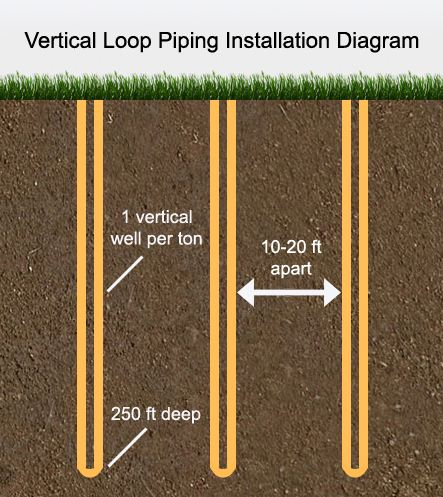 Vertical Loop Piping Installation Diagram
1 vertical
well per ton
10-20 ft
apart
250 ft deep